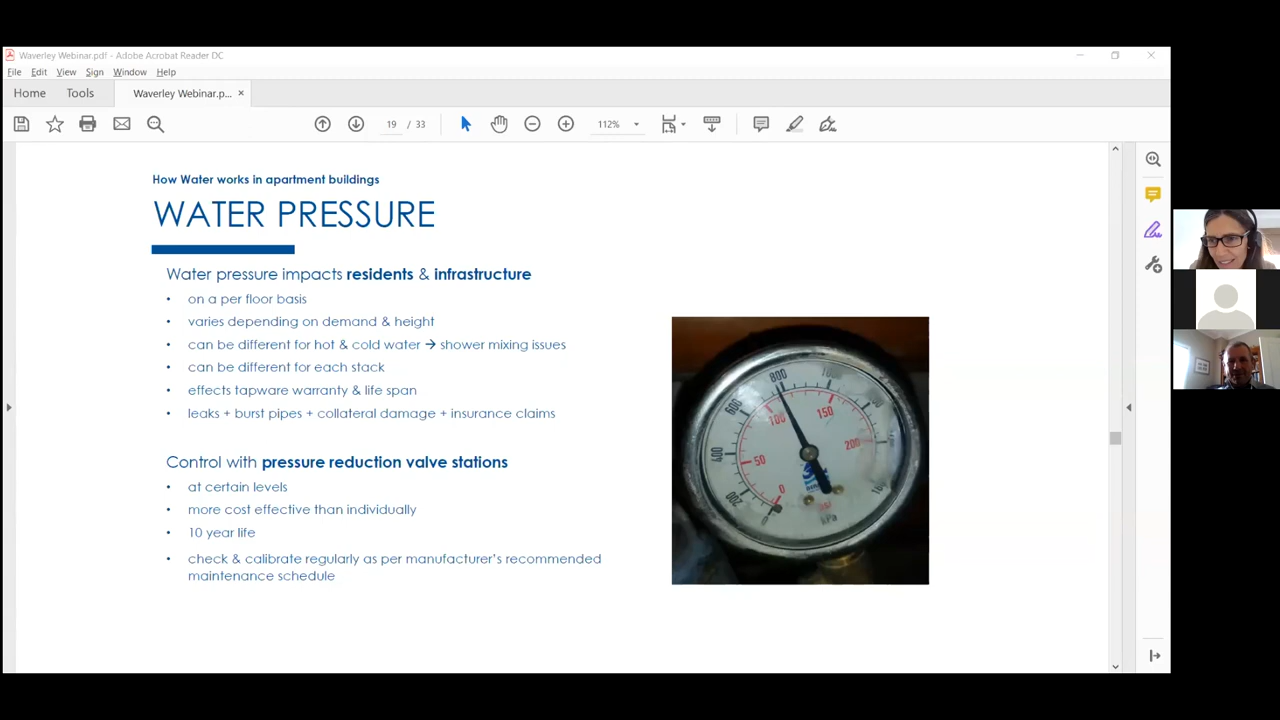 Waverley Webinar.pdf - Adobe Acrobat Reader DC
File Edit View Sign Window Help
Home Tools Waverley Webinar.p... ×
19 / 33 112%
How Water works in apartment buildings
WATER PRESSURE
Water pressure impacts residents & infrastructure
• on a per floor basis
• varies depending on demand & height
• can be different for hot & cold water → shower mixing issues
• can be different for each stack
• effects tapware warranty & life span
• leaks + burst pipes + collateral damage + insurance claims
Control with pressure reduction valve stations
• at certain levels
• more cost effective than individually
• 10 year life
• check & calibrate regularly as per manufacturer's recommended
maintenance schedule
800
600
400
200
0
0
50
100
150
200
kPa